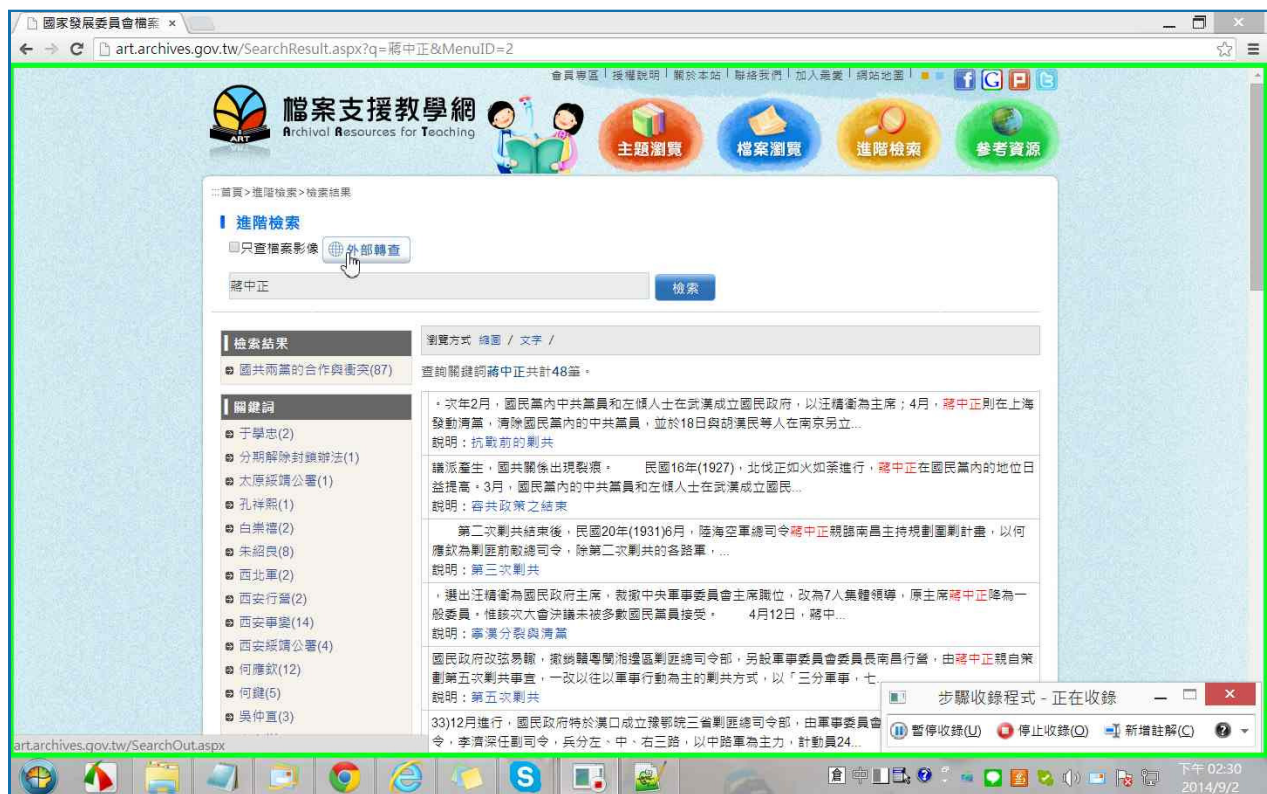 國家發展委員會檔案 ×
art.archives.gov.tw/SearchResult.aspx?q=蔣中正&MenuID=2
會員專區 | 授權說明 | 關於本站 | 聯絡我們 | 加入最愛 | 網站地圖 |
檔案支援教學網
Archival Resources for Teaching
ART
主題瀏覽
檔案瀏覽
進階檢索
參考資源
:::首頁>進階檢索>檢索結果
進階檢索
只查檔案影像 外部轉查
蔣中正
檢索
檢索結果
國共兩黨的合作與衝突(87)
關鍵詞
于學忠(2)
分期解除封鎖辦法(1)
太原綏靖公署(1)
孔祥熙(1)
白崇禧(2)
朱紹良(8)
西北軍(2)
西安行營(2)
西安事變(14)
西安綏靖公署(4)
何應欽(12)
何鍵(5)
吳仲直(3)
瀏覽方式 縮圖 / 文字 /
查詢關鍵詞蔣中正共計48筆。
。次年2月，國民黨內中共黨員和左傾人士在武漢成立國民政府，以汪精衛為主席；4月，蔣中正則在上海
發動清黨，清除國民黨內的中共黨員，並於18日與胡漢民等人在南京另立...
說明：抗戰前的剿共
議派產生，國共關係出現裂痕。 民國16年(1927)，北伐正如火如荼進行，蔣中正在國民黨內的地位日
益提高。3月，國民黨內的中共黨員和左傾人士在武漢成立國民...
說明：容共政策之結束
第二次剿共結束後，民國20年(1931)6月，陸海空軍總司令蔣中正親臨南昌主持規劃圍剿計畫，以何
應欽為剿匪前敵總司令，除第二次剿共的各路軍，...
說明：第三次剿共
，選出汪精衛為國民政府主席，裁撤中央軍事委員會主席職位，改為7人集體領導，原主席蔣中正降為一
般委員。惟該次大會決議未被多數國民黨員接受。 4月12日，蔣中...
說明：寧漢分裂與清黨
國民政府改弦易轍，撤銷贛粵閩湘邊區剿匪總司令部，另設軍事委員會委員長南昌行營，由蔣中正親自策
劃第五次剿共事宜，一改以往以軍事行動為主的剿共方式，以「三分軍事，七
說明：第五次剿共
33)12月進行，國民政府特於漢口成立豫鄂皖三省剿匪總司令部，由軍事委員會
令，李濟深任副司令，兵分左、中、右三路，以中路軍為主力，計動員24...
步驟收錄程式 - 正在收錄
暫停收錄(U) 停止收錄(O) 新增註解(C)
art.archives.gov.tw/SearchOut.aspx
下午 02:30
2014/9/2